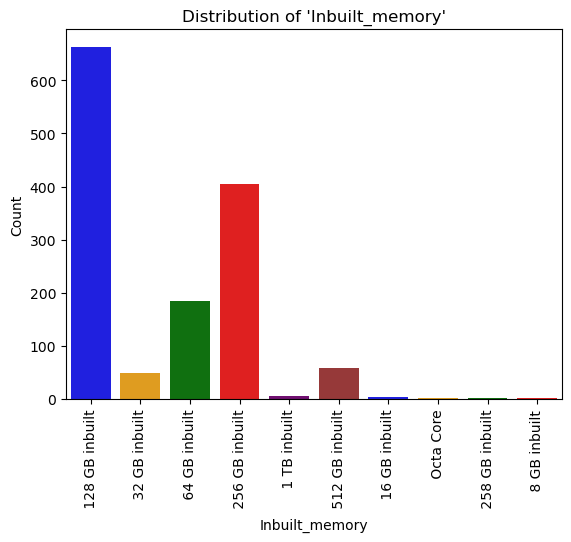 Distribution of 'Inbuilt_memory'
Count
600
500
400
300
200
100
0
128 GB inbuilt
32 GB inbuilt
64 GB inbuilt
256 GB inbuilt
1 TB inbuilt
512 GB inbuilt
16 GB inbuilt
Octa Core
258 GB inbuilt
8 GB inbuilt
Inbuilt_memory